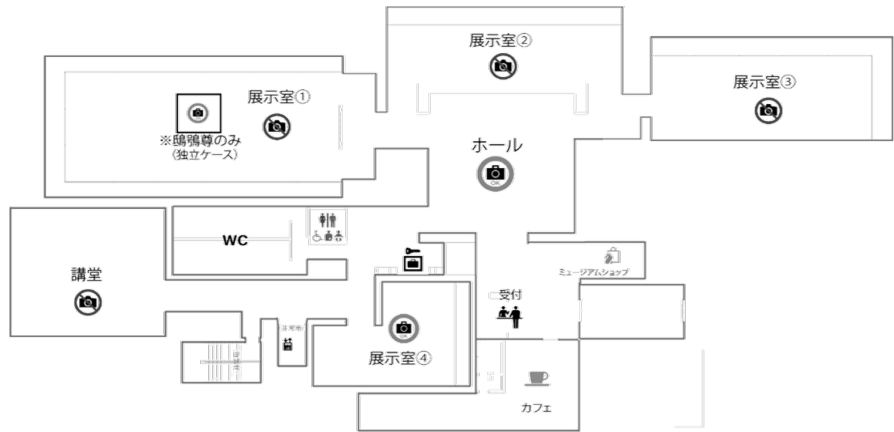 展示室②
展示室③
展示室①
※鴟鴞尊のみ
（独立ケース）
ホール
OK
WC
ミュージアムショップ
講堂
受付
展示室④
カフェ